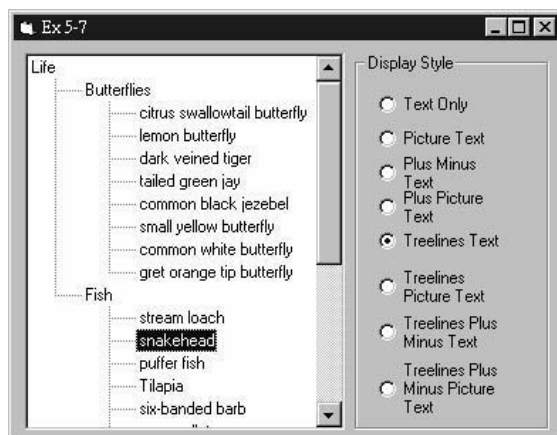 Ex 5-7
Life
Butterflies
citrus swallowtail butterfly
lemon butterfly
dark veined tiger
tailed green jay
common black jezebel
small yellow butterfly
common white butterfly
gret orange tip butterfly
Fish
stream loach
snakehead
puffer fish
Tilapia
six-banded barb
Display Style
Text Only
Picture Text
Plus Minus
Text
Plus Picture
Text
Treelines Text
Treelines
Picture Text
Treelines Plus
Minus Text
Treelines Plus
Minus Picture
Text